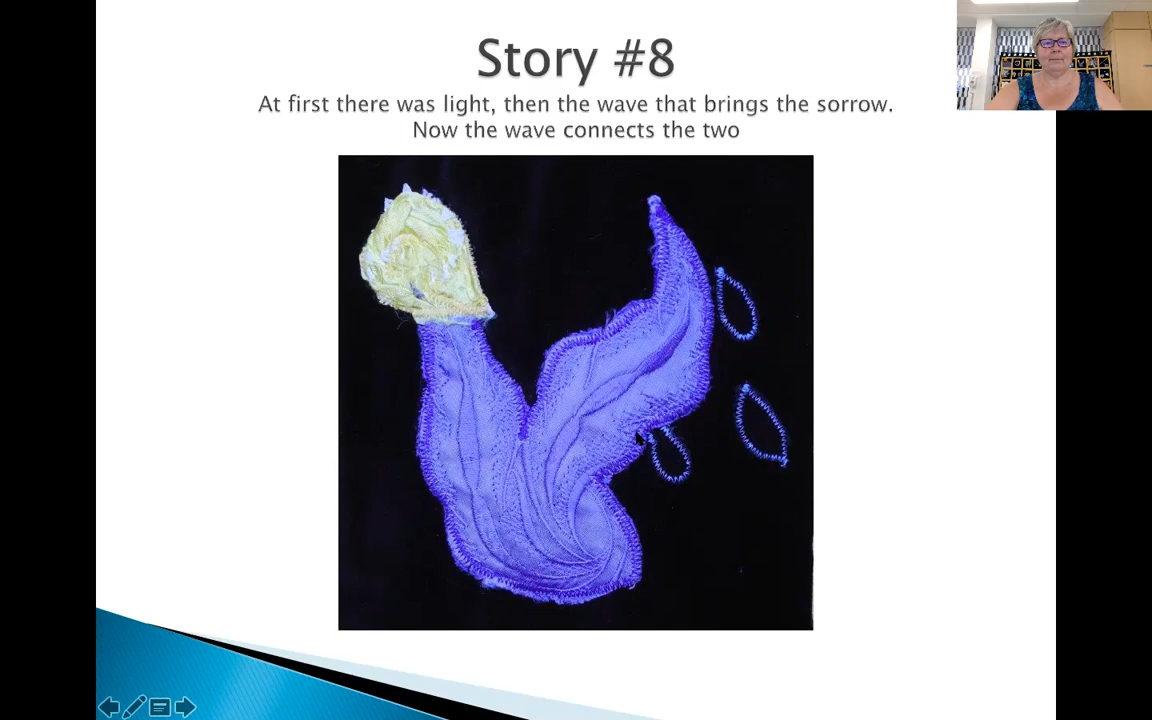 Story #8
At first there was light, then the wave that brings the sorrow.
Now the wave connects the two